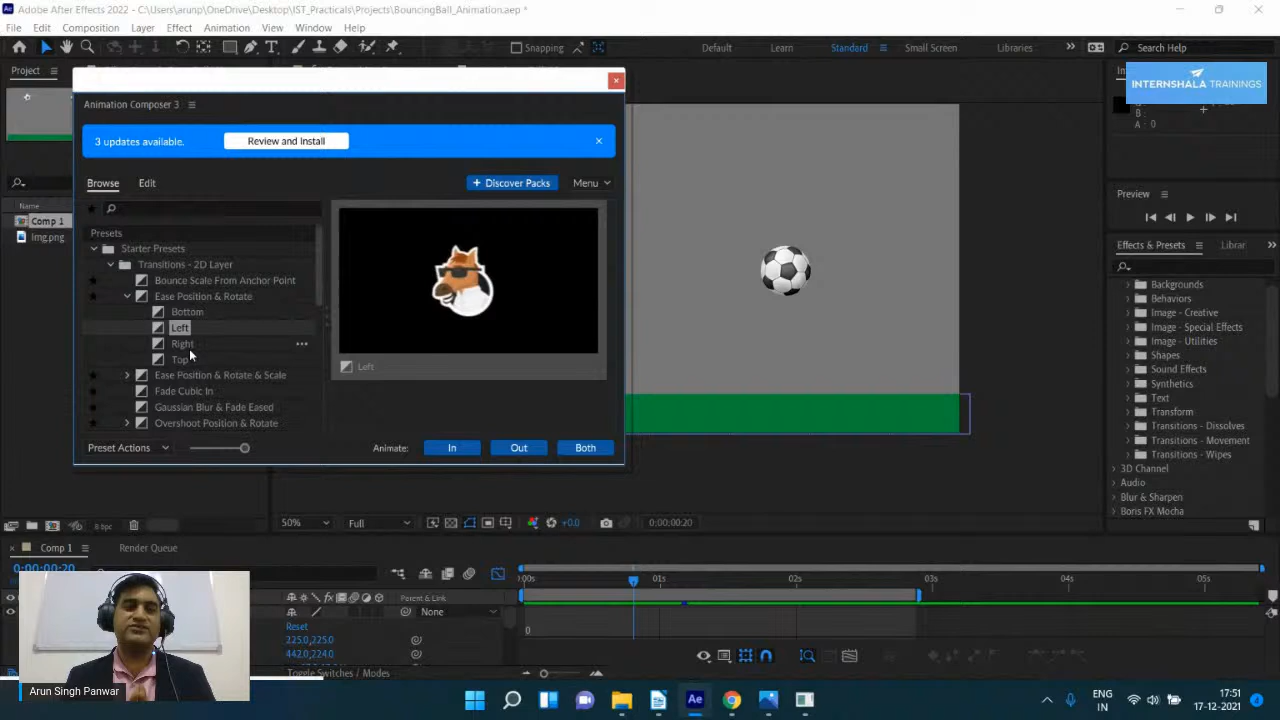 Adobe After Effects 2022 - C:\Users\arunp\OneDrive\Desktop\IST_Practicals\Projects\BouncingBall_Animation.aep *
File Edit Composition Layer Effect Animation View Window Help
Snapping Default Learn Standard Small Screen Libraries Search Help
Project
INTERNSHALA TRAININGS
B :
A : 0
Animation Composer 3
3 updates available. Review and Install
Browse Edit + Discover Packs Menu
Preview
Name
Comp 1
Img.png
Presets
Starter Presets
Transitions - 2D Layer
Bounce Scale From Anchor Point
Ease Position & Rotate
Bottom
Left
Right
Top
Ease Position & Rotate & Scale
Fade Cubic In
Gaussian Blur & Fade Eased
Overshoot Position & Rotate
Left
Preset Actions Animate: In Out Both
Effects & Presets Librar
Backgrounds
Behaviors
Image - Creative
Image - Special Effects
Image - Utilities
Shapes
Sound Effects
Synthetics
Text
Transform
Transitions - Dissolves
Transitions - Movement
Transitions - Wipes
3D Channel
Audio
Blur & Sharpen
Boris FX Mocha
8 bpc 50% Full +0.0 0:00:00:20
Comp 1 Render Queue
0:00:00:20
:00s 01s 02s 03s 04s 05s
Parent & Link
None
Reset
225.0,225.0
442.0,224.0
Toggle Switches / Modes
Arun Singh Panwar
ENG
IN
17:51
17-12-2021